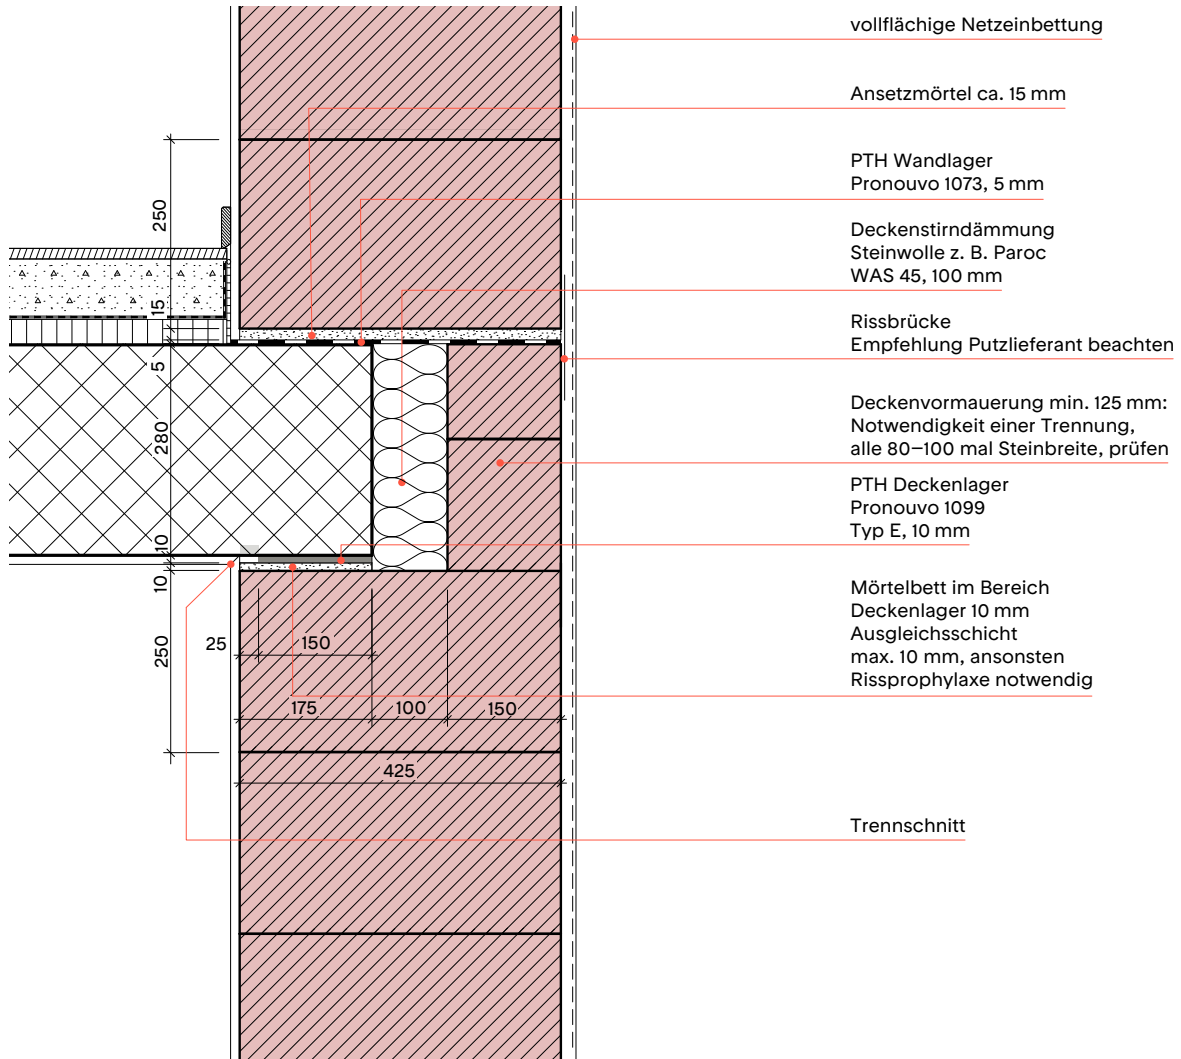 vollflächige Netzeinbettung
Ansetzmörtel ca. 15 mm
PTH Wandlager
Pronouvo 1073, 5 mm
Deckenstirndämmung
Steinwolle z. B. Paroc
WAS 45, 100 mm
Rissbrücke
Empfehlung Putzlieferant beachten
Deckenvormauerung min. 125 mm:
Notwendigkeit einer Trennung,
alle 80–100 mal Steinbreite, prüfen
PTH Deckenlager
Pronouvo 1099
Typ E, 10 mm
Mörtelbett im Bereich
Deckenlager 10 mm
Ausgleichsschicht
max. 10 mm, ansonsten
Rissprophylaxe notwendig
Trennschnitt
250
15
5
280
10
10
250
25
150
175
100
150
425